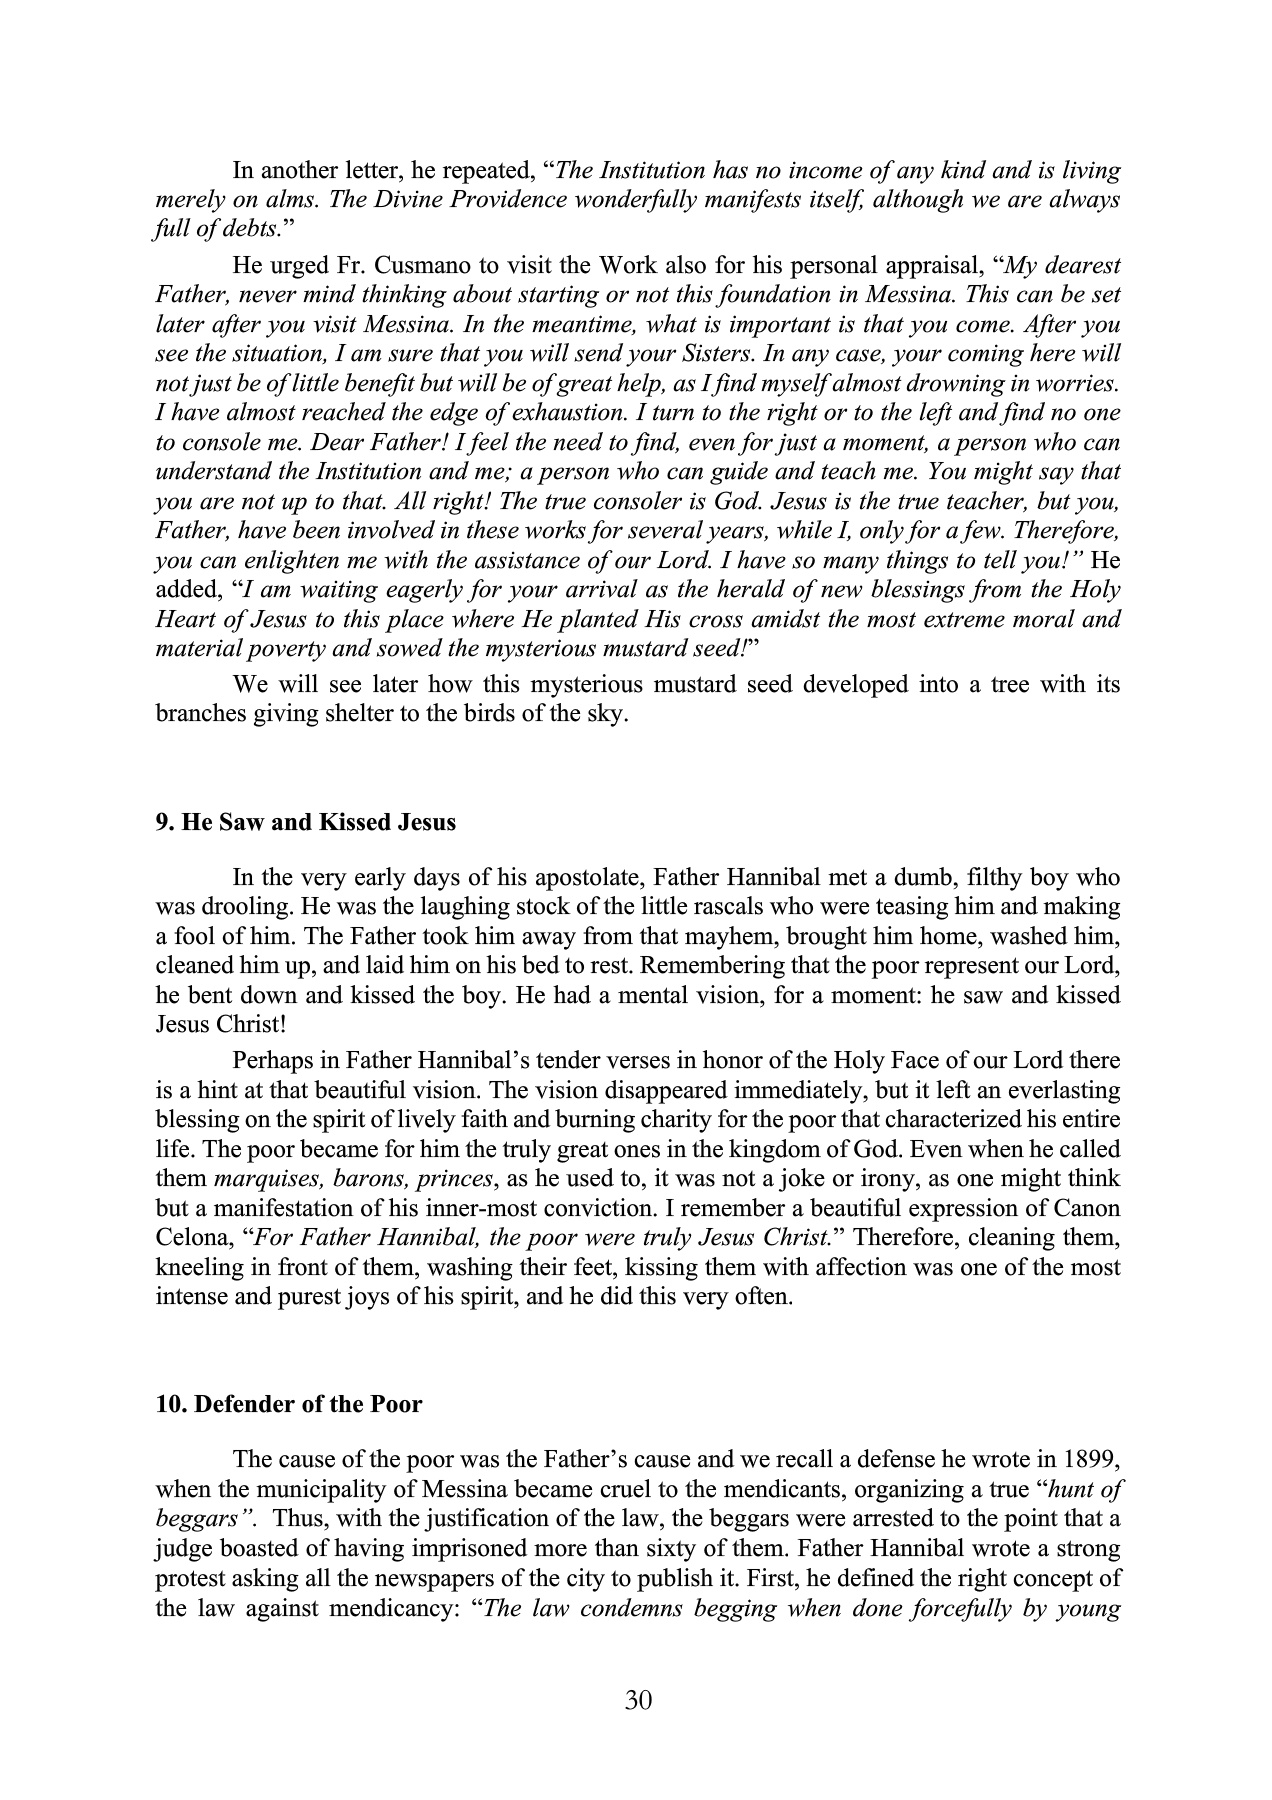 In another letter, he repeated, “The Institution has no income of any kind and is living
merely on alms. The Divine Providence wonderfully manifests itself, although we are always
full of debts.”
He urged Fr. Cusmano to visit the Work also for his personal appraisal, “My dearest
Father, never mind thinking about starting or not this foundation in Messina. This can be set
later after you visit Messina. In the meantime, what is important is that you come. After you
see the situation, I am sure that you will send your Sisters. In any case, your coming here will
not just be of little benefit but will be of great help, as I find myself almost drowning in worries.
I have almost reached the edge of exhaustion. I turn to the right or to the left and find no one
to console me. Dear Father! I feel the need to find, even for just a moment, a person who can
understand the Institution and me; a person who can guide and teach me. You might say that
you are not up to that. All right! The true consoler is God. Jesus is the true teacher, but you,
Father, have been involved in these works for several years, while I, only for a few. Therefore,
you can enlighten me with the assistance of our Lord. I have so many things to tell you!” He
added, “I am waiting eagerly for your arrival as the herald of new blessings from the Holy
Heart of Jesus to this place where He planted His cross amidst the most extreme moral and
material poverty and sowed the mysterious mustard seed!”
We will see later how this mysterious mustard seed developed into a tree with its
branches giving shelter to the birds of the sky.
9. He Saw and Kissed Jesus
In the very early days of his apostolate, Father Hannibal met a dumb, filthy boy who
was drooling. He was the laughing stock of the little rascals who were teasing him and making
a fool of him. The Father took him away from that mayhem, brought him home, washed him,
cleaned him up, and laid him on his bed to rest. Remembering that the poor represent our Lord,
he bent down and kissed the boy. He had a mental vision, for a moment: he saw and kissed
Jesus Christ!
Perhaps in Father Hannibal’s tender verses in honor of the Holy Face of our Lord there
is a hint at that beautiful vision. The vision disappeared immediately, but it left an everlasting
blessing on the spirit of lively faith and burning charity for the poor that characterized his entire
life. The poor became for him the truly great ones in the kingdom of God. Even when he called
them marquises, barons, princes, as he used to, it was not a joke or irony, as one might think
but a manifestation of his inner-most conviction. I remember a beautiful expression of Canon
Celona, “For Father Hannibal, the poor were truly Jesus Christ.” Therefore, cleaning them,
kneeling in front of them, washing their feet, kissing them with affection was one of the most
intense and purest joys of his spirit, and he did this very often.
10. Defender of the Poor
The cause of the poor was the Father’s cause and we recall a defense he wrote in 1899,
when the municipality of Messina became cruel to the mendicants, organizing a true “hunt of
beggars”. Thus, with the justification of the law, the beggars were arrested to the point that a
judge boasted of having imprisoned more than sixty of them. Father Hannibal wrote a strong
protest asking all the newspapers of the city to publish it. First, he defined the right concept of
the law against mendicancy: “The law condemns begging when done forcefully by young
30